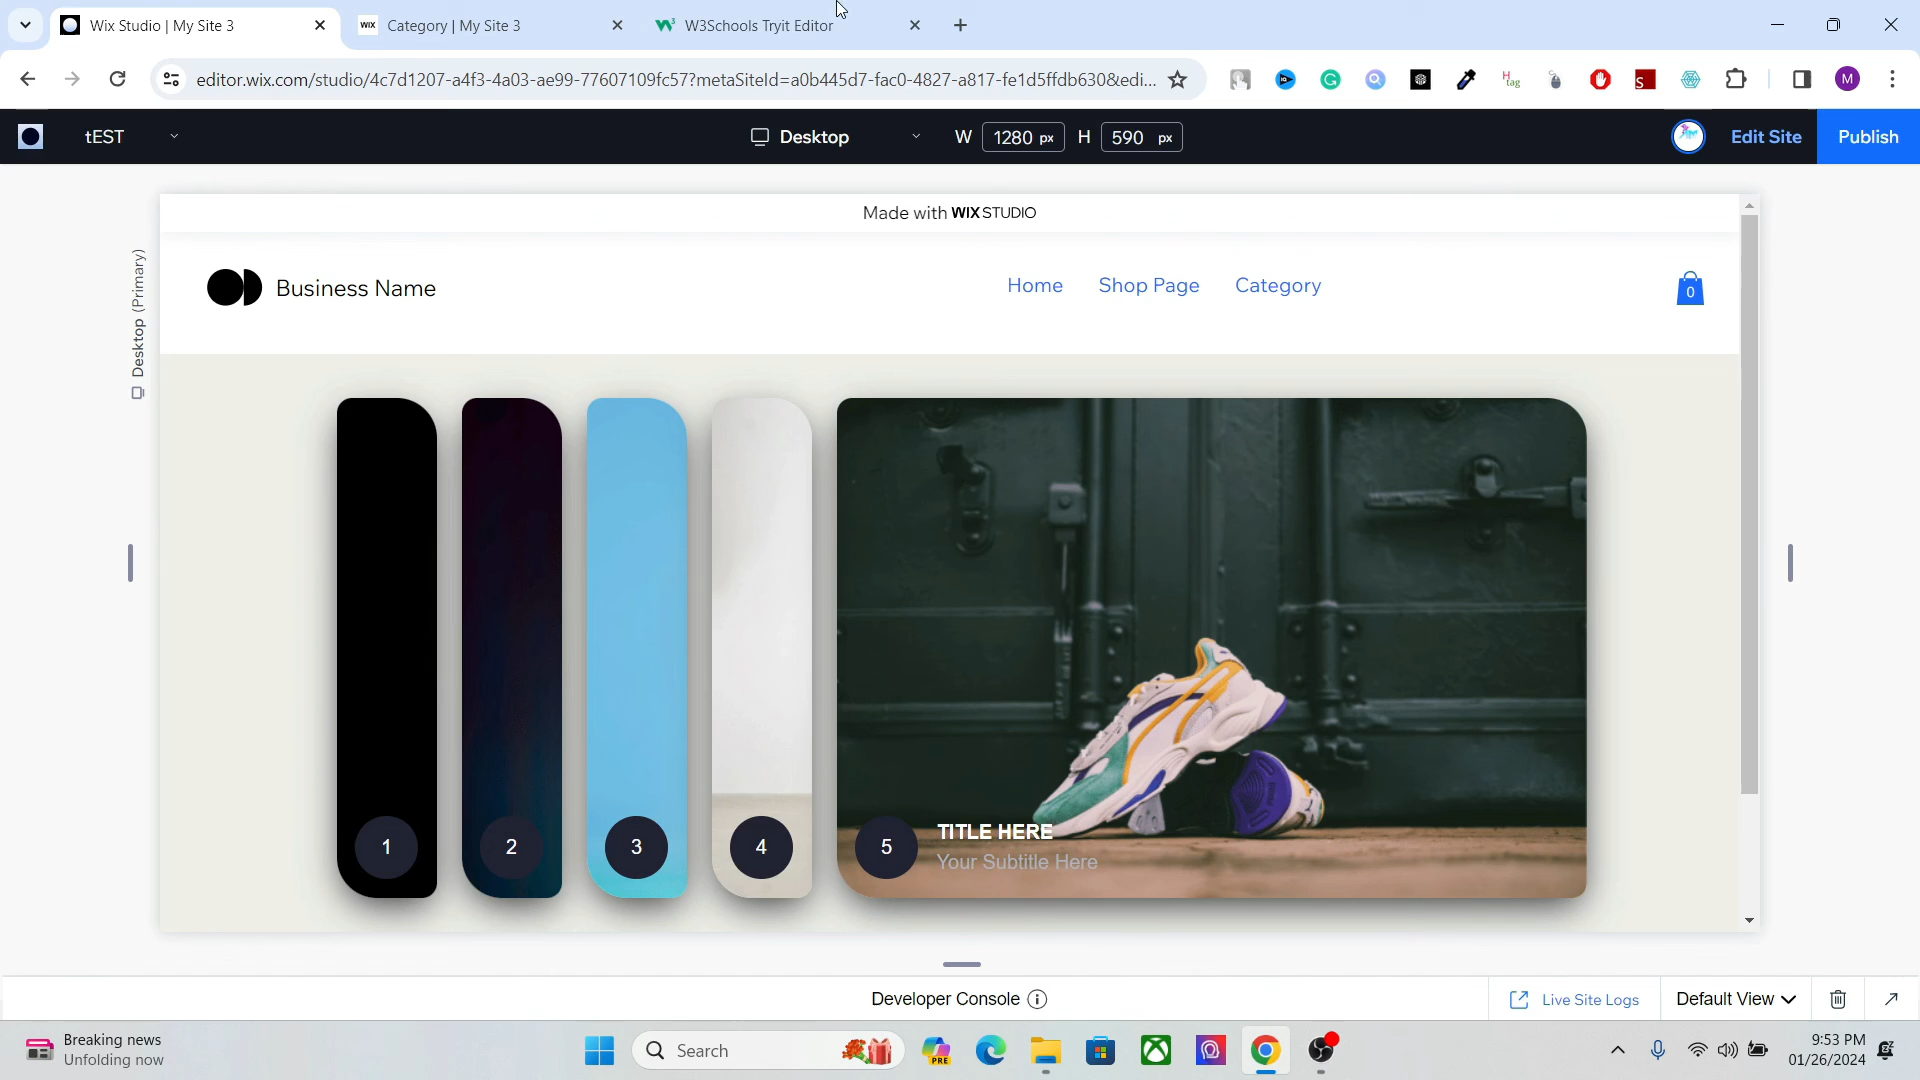 Wix Studio | My Site 3
WIX Category | My Site 3
W3Schools Tryit Editor
editor.wix.com/studio/4c7d1207-a4f3-4a03-ae99-77607109fc57?metaSiteId=a0b445d7-fac0-4827-a817-fe1d5ffdb630&edi...
M
tEST
Desktop
W 1280 px H 590 px
Edit Site
Publish
Desktop (Primary)
Made with WIX STUDIO
Business Name
Home
Shop Page
Category
0
1
2
3
4
5
TITLE HERE
Your Subtitle Here
Developer Console
Live Site Logs
Default View
Breaking news
Unfolding now
Search
PRE
9:53 PM
01/26/2024